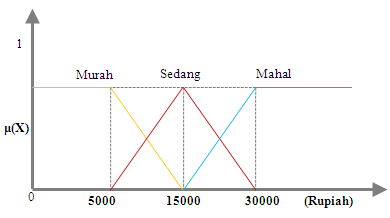 1
Murah Sedang Mahal
μ(X)
0
5000 15000 30000 (Rupiah)